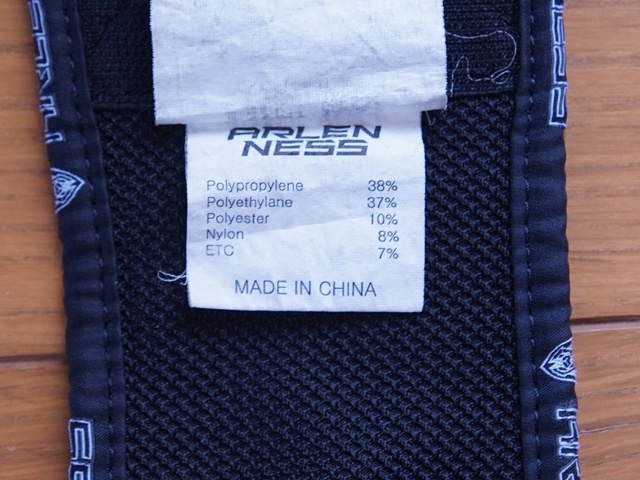 ARLEN
NESS
Polypropylene 38%
Polyethylane 37%
Polyester 10%
Nylon 8%
ETC 7%
MADE IN CHINA